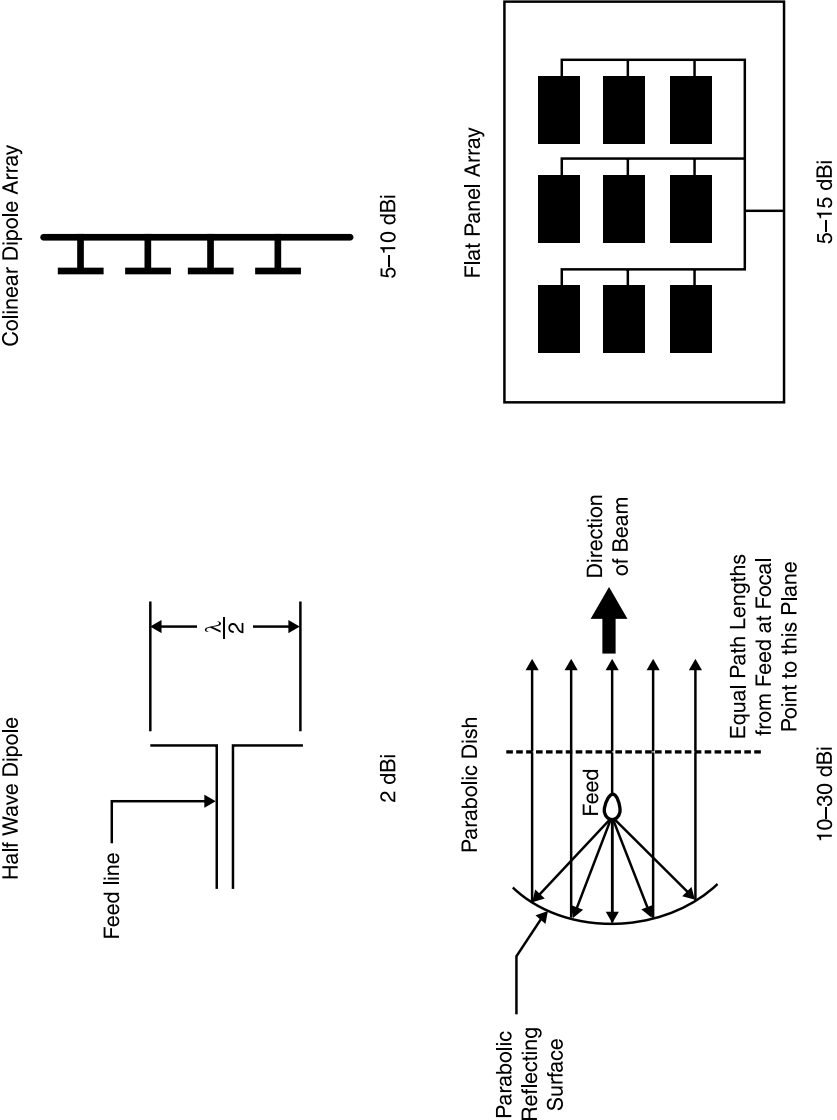 Half Wave Dipole
Feed line
λ
2
2 dBi
Colinear Dipole Array
5–10 dBi
Parabolic Dish
Parabolic
Reflecting
Surface
Feed
Direction
of Beam
Equal Path Lengths
from Feed at Focal
Point to this Plane
10–30 dBi
Flat Panel Array
5–15 dBi